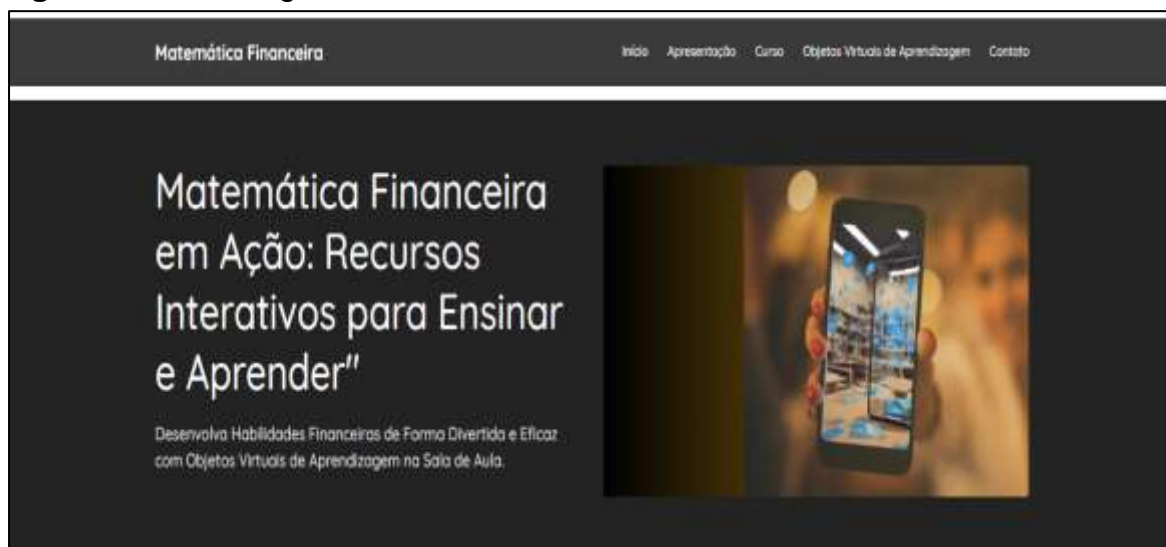 Matemática Financeira
Início Apresentação Curso Objetos Virtuais de Aprendizagem Contato
Matemática Financeira
em Ação: Recursos
Interativos para Ensinar
e Aprender"
Desenvolva Habilidades Financeiras de Forma Divertida e Eficaz
com Objetos Virtuais de Aprendizagem na Sala de Aula.